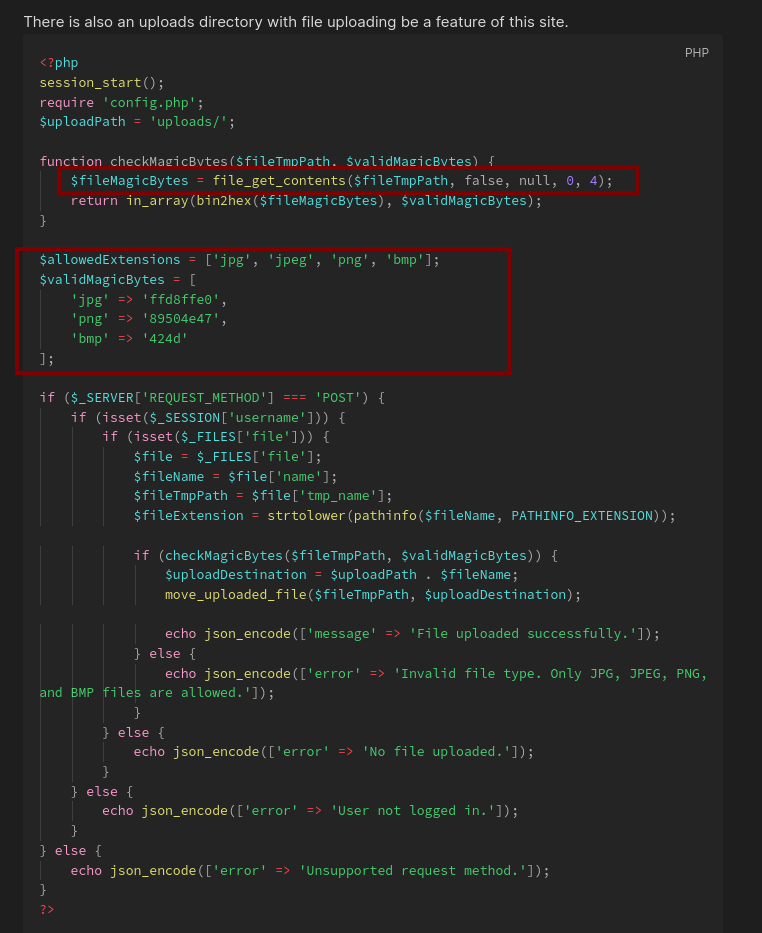 There is also an uploads directory with file uploading be a feature of this site.
PHP
<?php
session_start();
require 'config.php';
$uploadPath = 'uploads/';
function checkMagicBytes($fileTmpPath, $validMagicBytes) {
$fileMagicBytes = file_get_contents($fileTmpPath, false, null, 0, 4);
return in_array(bin2hex($fileMagicBytes), $validMagicBytes);
}
$allowedExtensions = ['jpg', 'jpeg', 'png', 'bmp'];
$validMagicBytes = [
'jpg' => 'ffd8ffe0',
'png' => '89504e47',
'bmp' => '424d'
];
if ($_SERVER['REQUEST_METHOD'] === 'POST') {
if (isset($_SESSION['username'])) {
if (isset($_FILES['file'])) {
$file = $_FILES['file'];
$fileName = $file['name'];
$fileTmpPath = $file['tmp_name'];
$fileExtension = strtolower(pathinfo($fileName, PATHINFO_EXTENSION));
if (checkMagicBytes($fileTmpPath, $validMagicBytes)) {
$uploadDestination = $uploadPath . $fileName;
move_uploaded_file($fileTmpPath, $uploadDestination);
echo json_encode(['message' => 'File uploaded successfully.']);
} else {
echo json_encode(['error' => 'Invalid file type. Only JPG, JPEG, PNG,
and BMP files are allowed.']);
}
} else {
echo json_encode(['error' => 'No file uploaded.']);
}
} else {
echo json_encode(['error' => 'User not logged in.']);
}
} else {
echo json_encode(['error' => 'Unsupported request method.']);
}
?>